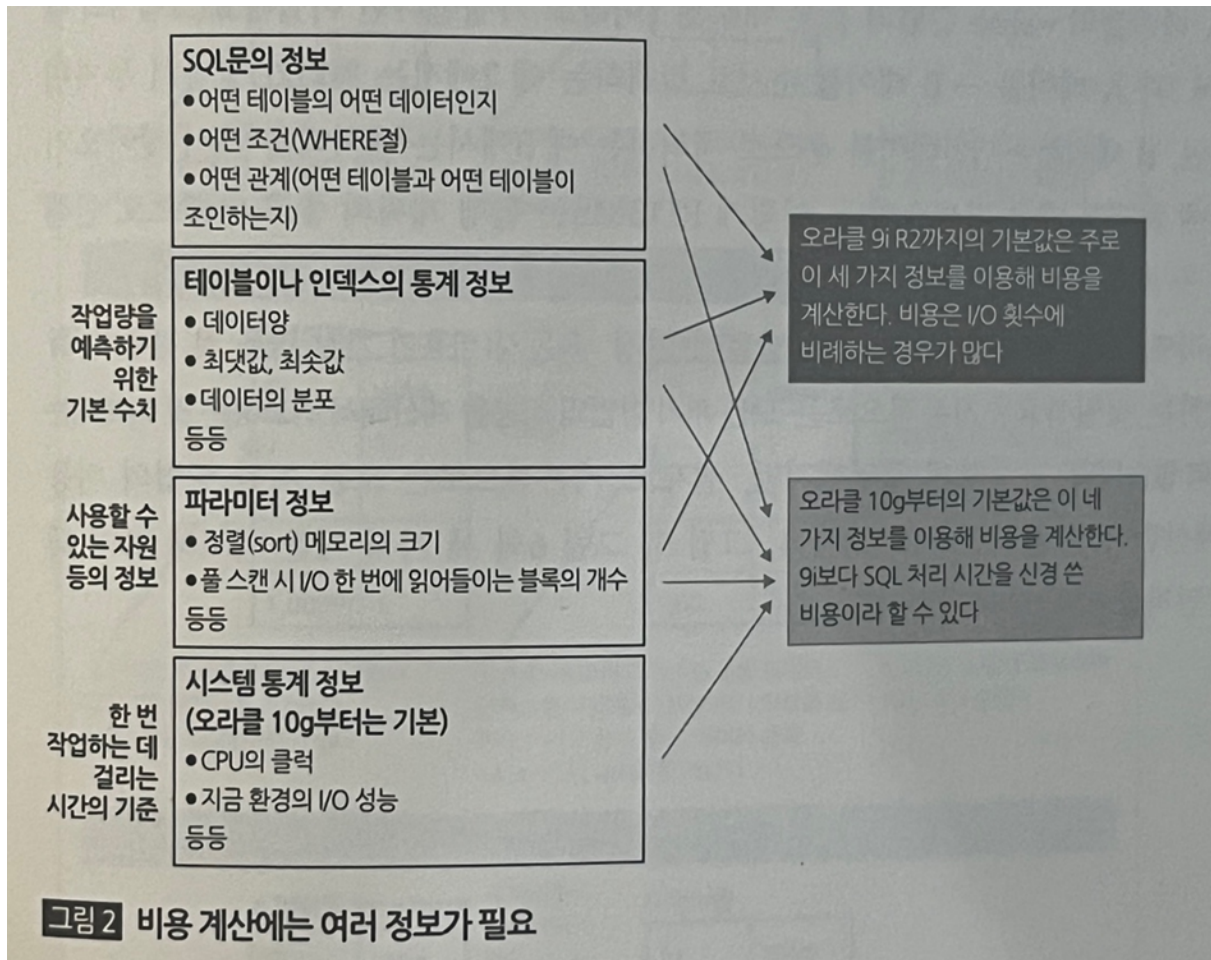 SQL문의 정보
• 어떤 테이블의 어떤 데이터인지
• 어떤 조건(WHERE절)
• 어떤 관계(어떤 테이블과 어떤 테이블이
조인하는지)
작업량을
예측하기
위한
기본 수치
테이블이나 인덱스의 통계 정보
• 데이터양
• 최댓값, 최솟값
• 데이터의 분포
등등
사용할 수
있는 자원
등의 정보
파라미터 정보
• 정렬(sort) 메모리의 크기
• 풀 스캔 시 I/O 한 번에 읽어들이는 블록의 개수
등등
한 번
작업하는 데
걸리는
시간의 기준
시스템 통계 정보
(오라클 10g부터는 기본)
• CPU의 클럭
• 지금 환경의 I/O 성능
등등
오라클 9i R2까지의 기본값은 주로
이 세 가지 정보를 이용해 비용을
계산한다. 비용은 I/O 횟수에
비례하는 경우가 많다
오라클 10g부터의 기본값은 이 네
가지 정보를 이용해 비용을 계산한다.
9i보다 SQL 처리 시간을 신경 쓴
비용이라 할 수 있다
그림 2 비용 계산에는 여러 정보가 필요